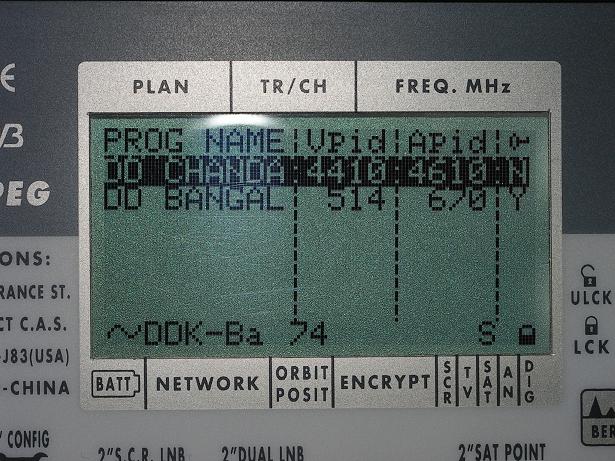 PLAN TR/CH FREQ. MHz
PROG NAME Vpid Apid
DD CHANDA 4410 4610 N
DD BANGAL 514 670 Y
~DDK-Ba 74 S
BATT NETWORK ORBIT POSIT ENCRYPT SCR TV SAT AN DIG
PEG
ONS:
RANCE ST.
CT C.A.S.
-J83(USA)
-CHINA
CONFIG
2"S.C.R. LNB 2"DUAL LNB 2"SAT POINT
ULCK
LCK
BER